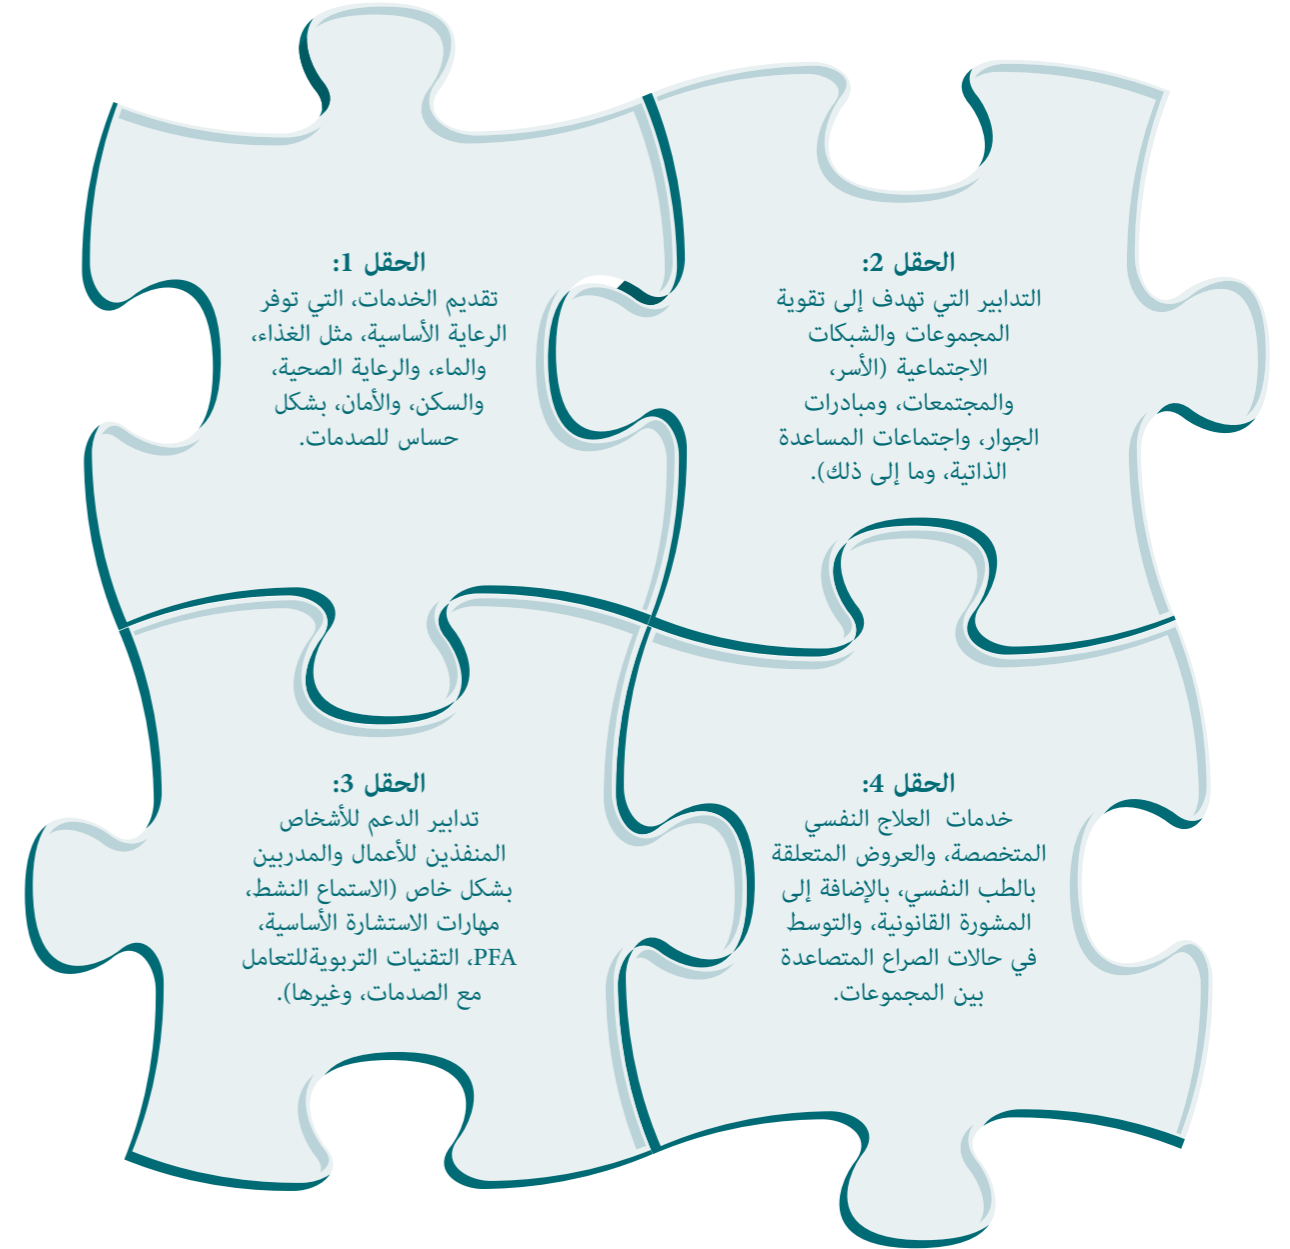 الحقل 1:
تقديم الخدمات، التي توفر
الرعاية الأساسية، مثل الغذاء،
والماء، والرعاية الصحية،
والسكن، والأمان، بشكل
حساس للصدمات.
الحقل 2:
التدابير التي تهدف إلى تقوية
المجموعات والشبكات
الاجتماعية (الأسر،
والمجتمعات، ومبادرات
الجوار، واجتماعات المساعدة
الذاتية، وما إلى ذلك).
الحقل 3:
تدابير الدعم للأشخاص
المنفذين للأعمال والمدربين
بشكل خاص (الاستماع النشط،
مهارات الاستشارة الأساسية،
PFA، التقنيات التربويةللتعامل
مع الصدمات، وغيرها).
الحقل 4:
خدمات العلاج النفسي
المتخصصة، والعروض المتعلقة
بالطب النفسي، بالإضافة إلى
المشورة القانونية، والتوسط
في حالات الصراع المتصاعدة
بين المجموعات.